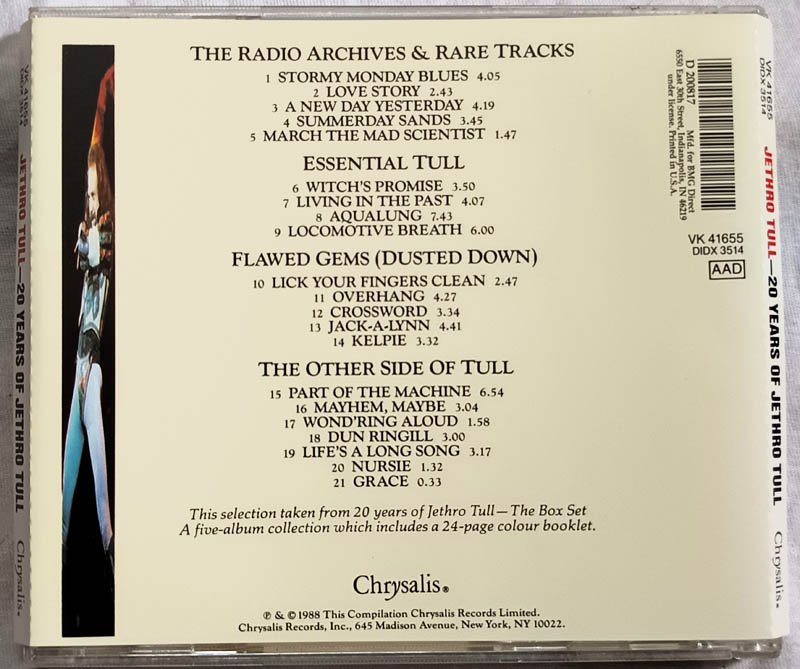 THE RADIO ARCHIVES & RARE TRACKS
1 STORMY MONDAY BLUES 4.05
2 LOVE STORY 2.43
3 A NEW DAY YESTERDAY 4.19
4 SUMMERDAY SANDS 3.45
5 MARCH THE MAD SCIENTIST 1.47
ESSENTIAL TULL
6 WITCH'S PROMISE 3.50
7 LIVING IN THE PAST 4.07
8 AQUALUNG 7.43
9 LOCOMOTIVE BREATH 6.00
FLAWED GEMS (DUSTED DOWN)
10 LICK YOUR FINGERS CLEAN 2.47
11 OVERHANG 4.27
12 CROSSWORD 3.34
13 JACK-A-LYNN 4.41
14 KELPIE 3.32
THE OTHER SIDE OF TULL
15 PART OF THE MACHINE 6.54
16 MAYHEM, MAYBE 3.04
17 WOND'RING ALOUD 1.58
18 DUN RINGILL 3.00
19 LIFE'S A LONG SONG 3.17
20 NURSIE 1.32
21 GRACE 0.33
This selection taken from 20 years of Jethro Tull—The Box Set
A five-album collection which includes a 24-page colour booklet.
Chrysalis®
℗ & © 1988 This Compilation Chrysalis Records Limited.
Chrysalis Records, Inc., 645 Madison Avenue, New York, NY 10022.
D 200817 Mfd. for BMG Direct
6550 East 30th Street, Indianapolis, IN 46219
under license. Printed in U.S.A.
VK 41655
DIDX 3514
AAD
VK 41655
DIDX 3514
JETHRO TULL—20 YEARS OF JETHRO TULL
Chrysalis®
VK 41655
DIDX 3514
JETHRO TULL—20 YEARS OF JETHRO TULL
Chrysalis®